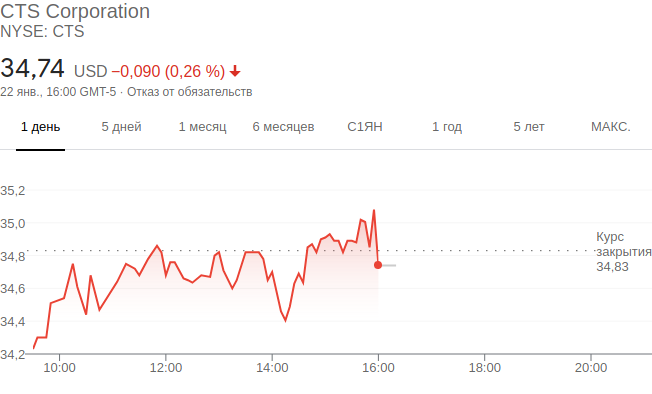 CTS Corporation
NYSE: CTS
34,74 USD −0,090 (0,26 %)
22 янв., 16:00 GMT-5 · Отказ от обязательств
1 день 5 дней 1 месяц 6 месяцев С1ЯН 1 год 5 лет МАКС.
35,2
35,0
Курс
34,8 закрытия
34,83
34,6
34,4
34,2
10:00 12:00 14:00 16:00 18:00 20:00